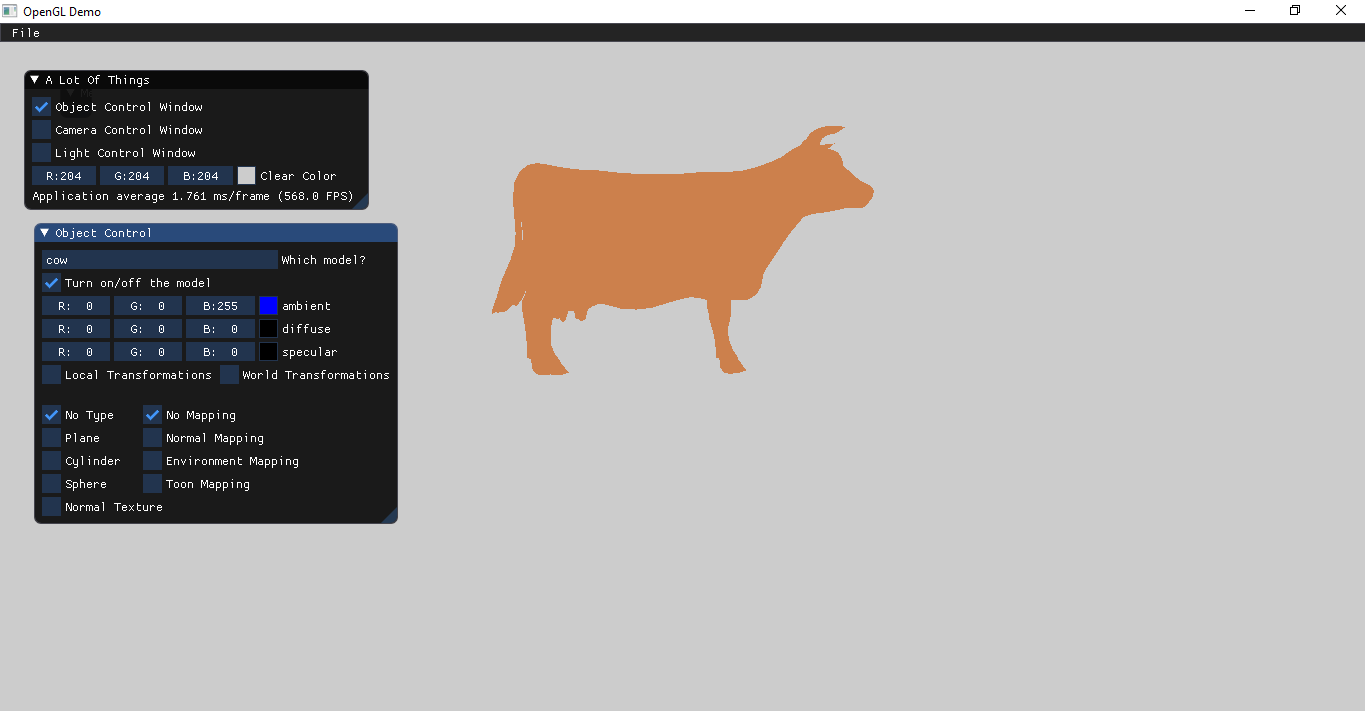 OpenGL Demo
File
A Lot Of Things
Object Control Window
Camera Control Window
Light Control Window
R:204 G:204 B:204 Clear Color
Application average 1.761 ms/frame (568.0 FPS)
Object Control
cow Which model?
Turn on/off the model
R: 0 G: 0 B:255 ambient
R: 0 G: 0 B: 0 diffuse
R: 0 G: 0 B: 0 specular
Local Transformations World Transformations
No Type No Mapping
Plane Normal Mapping
Cylinder Environment Mapping
Sphere Toon Mapping
Normal Texture